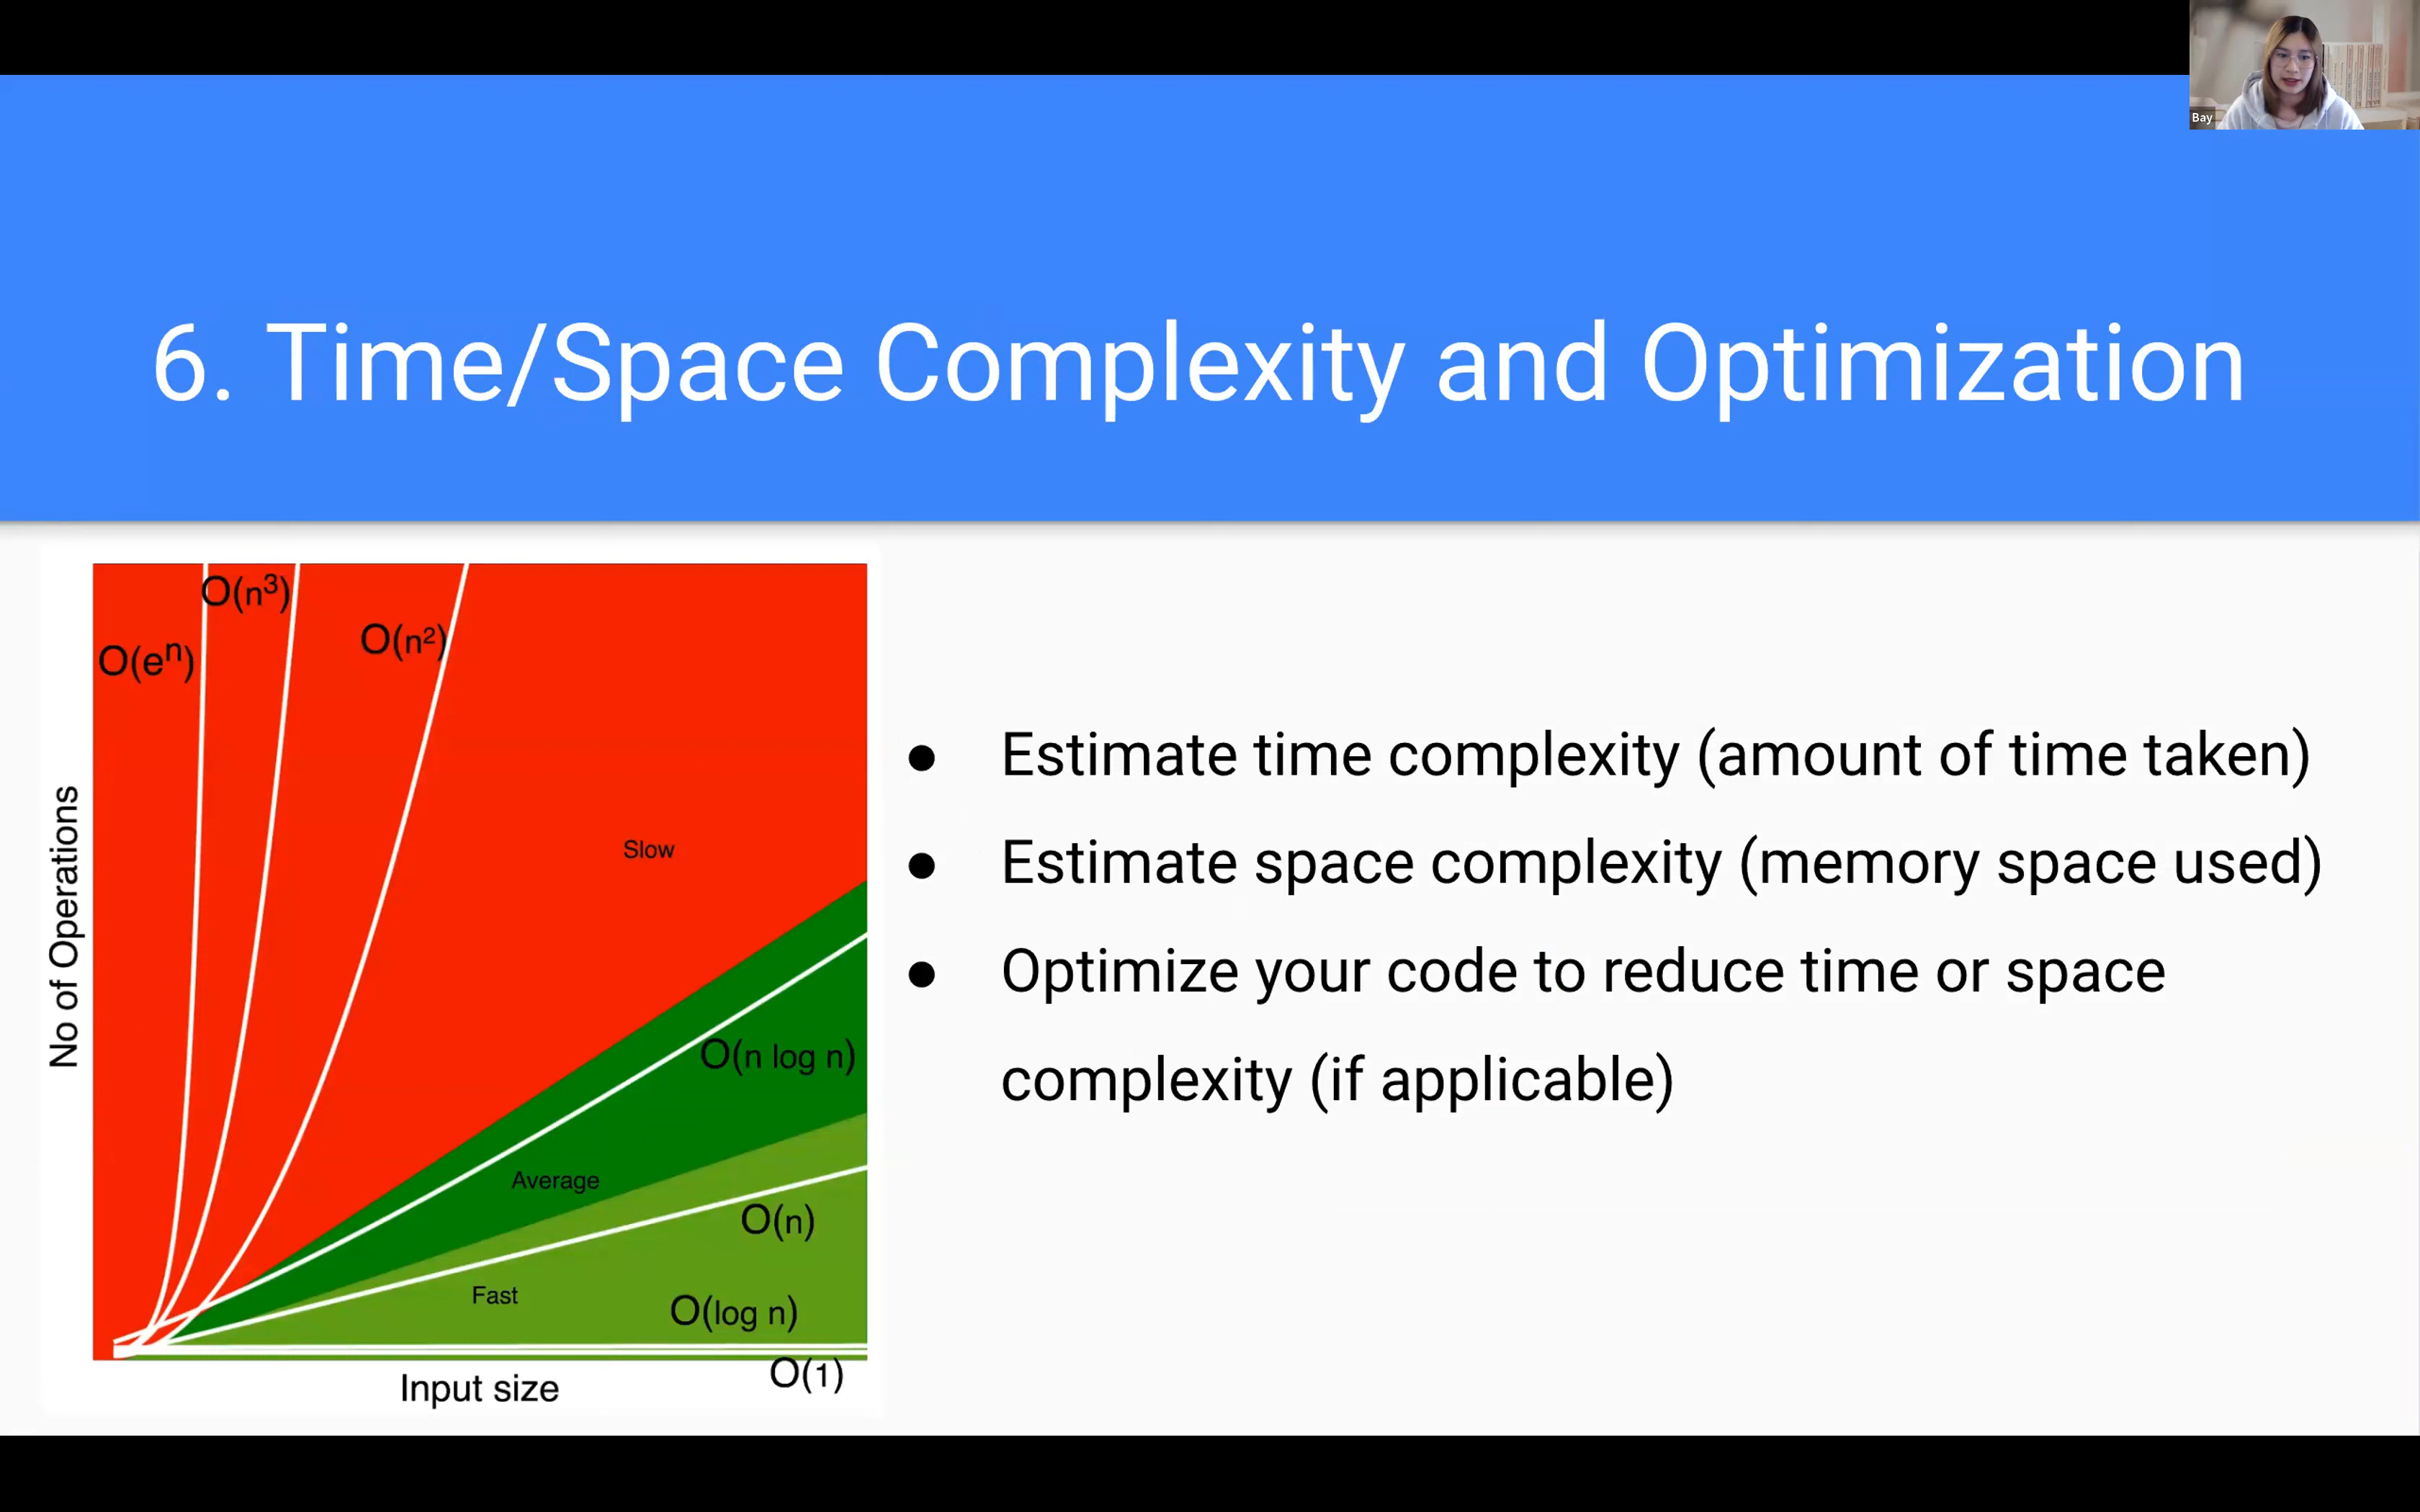 Bay
6. Time/Space Complexity and Optimization
O(n³)
O(n²)
O(eⁿ)
Slow
No of Operations
O(n log n)
Average
O(n)
Fast
O(log n)
O(1)
Input size
● Estimate time complexity (amount of time taken)
● Estimate space complexity (memory space used)
● Optimize your code to reduce time or space
complexity (if applicable)